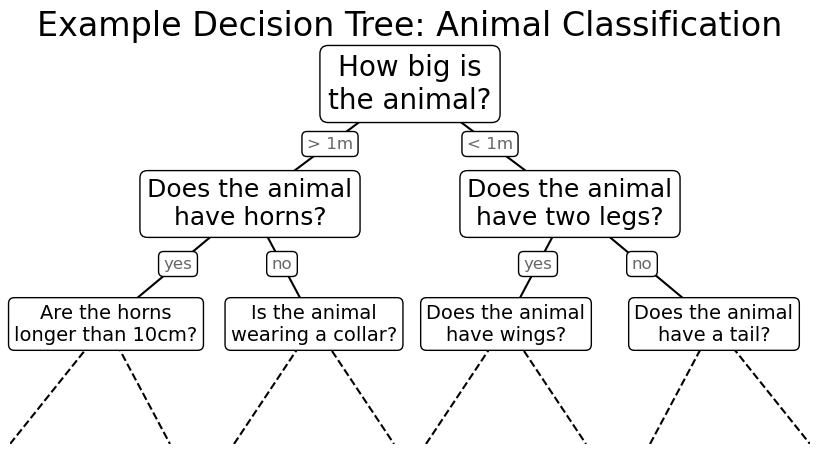 Example Decision Tree: Animal Classification
How big is
the animal?
> 1m
< 1m
Does the animal
have horns?
Does the animal
have two legs?
yes
no
yes
no
Are the horns
longer than 10cm?
Is the animal
wearing a collar?
Does the animal
have wings?
Does the animal
have a tail?